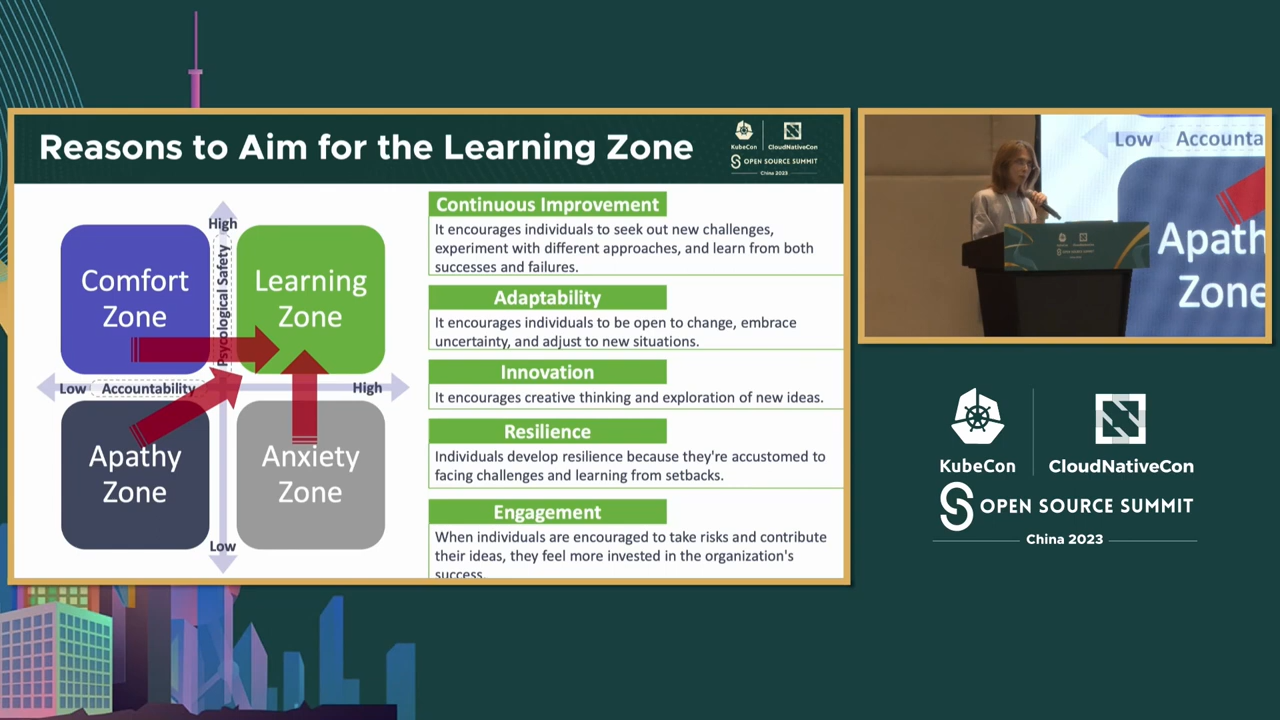 Reasons to Aim for the Learning Zone
KubeCon
CloudNativeCon
OPEN SOURCE SUMMIT
China 2023
High
Comfort
Zone
Psycological Safety
Learning
Zone
Low
Accountability
High
Apathy
Zone
Anxiety
Zone
Low
Continuous Improvement
It encourages individuals to seek out new challenges,
experiment with different approaches, and learn from both
successes and failures.
Adaptability
It encourages individuals to be open to change, embrace
uncertainty, and adjust to new situations.
Innovation
It encourages creative thinking and exploration of new ideas.
Resilience
Individuals develop resilience because they're accustomed to
facing challenges and learning from setbacks.
Engagement
When individuals are encouraged to take risks and contribute
their ideas, they feel more invested in the organization's
success.
Low
Accounta
Apath
Zone
KubeCon
CloudNativeCon
OPEN SOURCE SUMMIT
China 2023